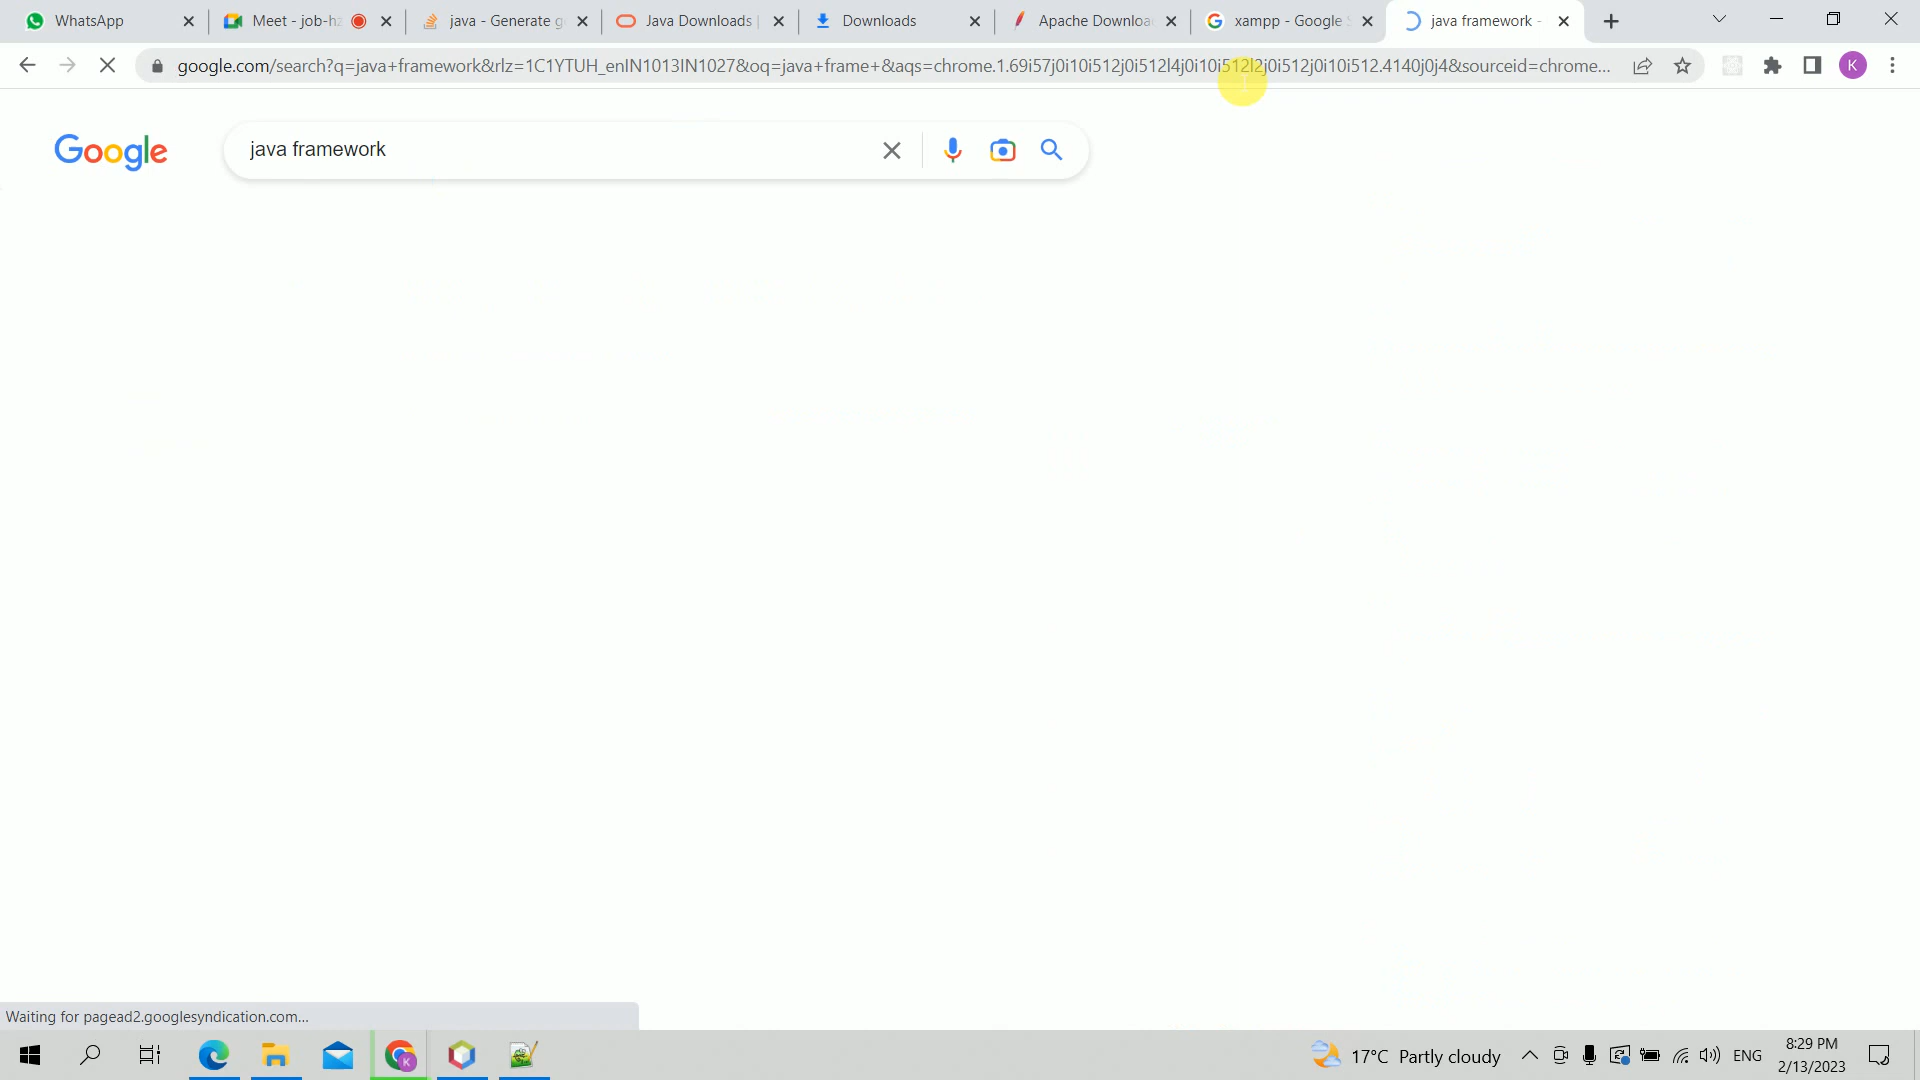 WhatsApp
Meet - job-hz
java - Generate g
Java Downloads |
Downloads
Apache Downloa
xampp - Google S
java framework -
google.com/search?q=java+framework&rlz=1C1YTUH_enIN1013IN1027&oq=java+frame+&aqs=chrome.1.69i57j0i10i512j0i512l4j0i10i512l2j0i512j0i10i512.4140j0j4&sourceid=chrome...
K
Google
java framework
Waiting for pagead2.googlesyndication.com...
K
17°C Partly cloudy
ENG
8:29 PM
2/13/2023